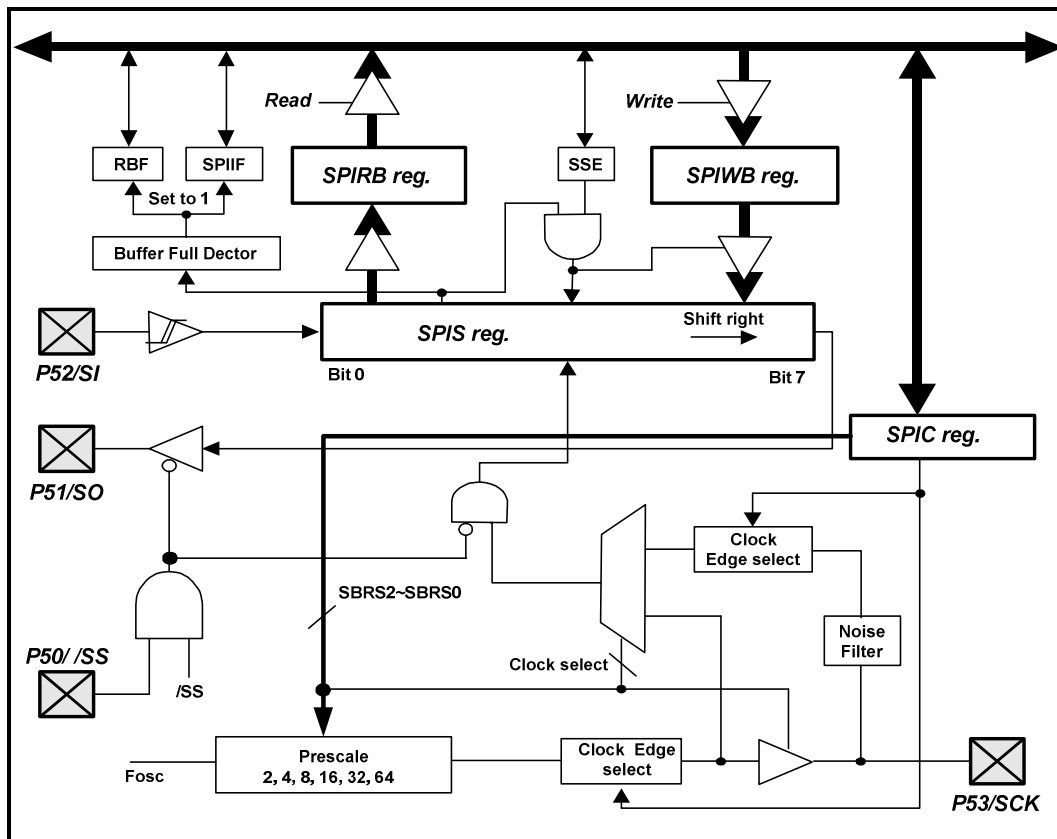 Read
Write
RBF
SPIIF
SPIRB reg.
SSE
SPIWB reg.
Set to 1
Buffer Full Dector
SPIS reg.
Shift right
P52/SI
Bit 0
Bit 7
SPIC reg.
P51/SO
Clock
Edge select
SBRS2~SBRS0
Noise
Filter
P50/ /SS
Clock select
/SS
Prescale
2, 4, 8, 16, 32, 64
Clock Edge
select
Fosc
P53/SCK